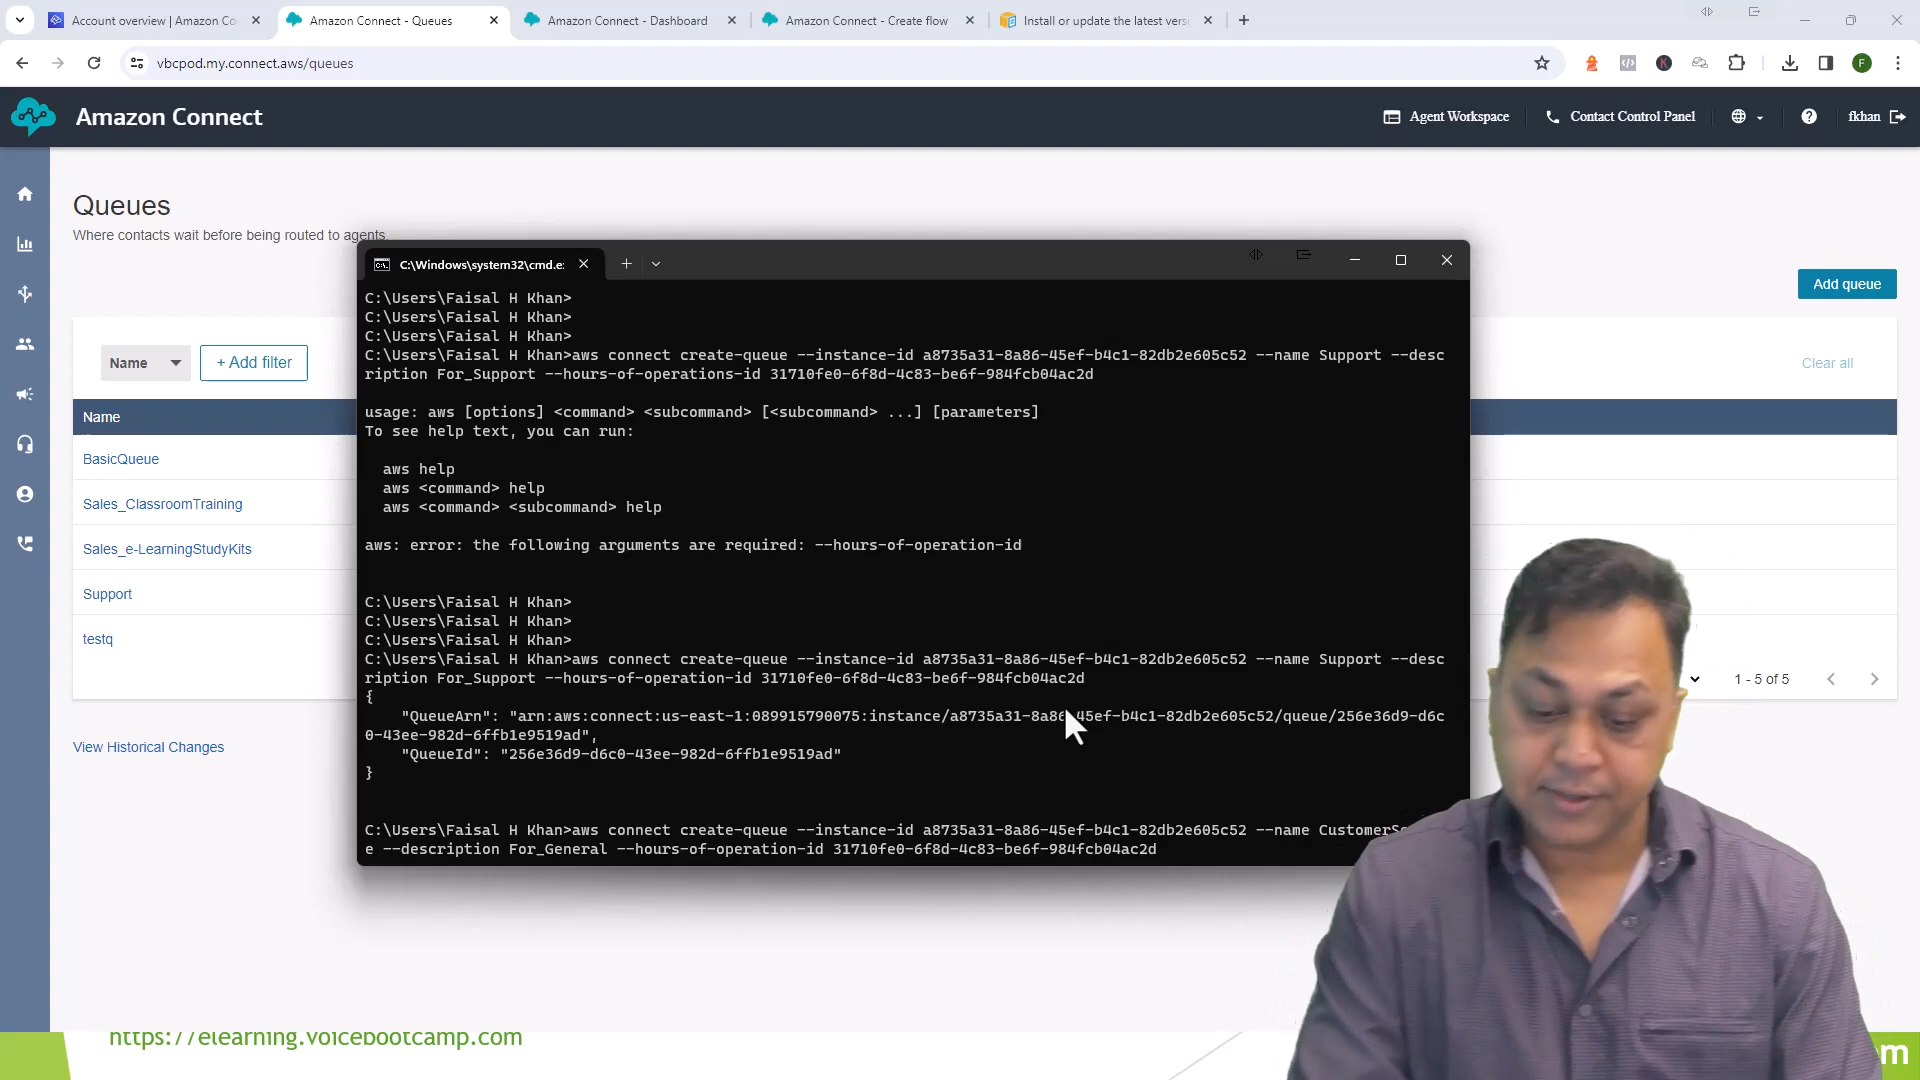 Account overview | Amazon Co
Amazon Connect - Queues
Amazon Connect - Dashboard
Amazon Connect - Create flow
Install or update the latest vers
vbcpod.my.connect.aws/queues
K
F
Amazon Connect
Agent Workspace
Contact Control Panel
fkhan
Queues
Where contacts wait before being routed to agents.
Add queue
Name
+ Add filter
Clear all
Name
BasicQueue
Sales_ClassroomTraining
Sales_e-LearningStudyKits
Support
testq
1 - 5 of 5
View Historical Changes
C:\Windows\system32\cmd.e:
C:\Users\Faisal H Khan>
C:\Users\Faisal H Khan>
C:\Users\Faisal H Khan>
C:\Users\Faisal H Khan>aws connect create-queue --instance-id a8735a31-8a86-45ef-b4c1-82db2e605c52 --name Support --desc
ription For_Support --hours-of-operations-id 31710fe0-6f8d-4c83-be6f-984fcb04ac2d
usage: aws [options] <command> <subcommand> [<subcommand> ...] [parameters]
To see help text, you can run:
aws help
aws <command> help
aws <command> <subcommand> help
aws: error: the following arguments are required: --hours-of-operation-id
C:\Users\Faisal H Khan>
C:\Users\Faisal H Khan>
C:\Users\Faisal H Khan>
C:\Users\Faisal H Khan>aws connect create-queue --instance-id a8735a31-8a86-45ef-b4c1-82db2e605c52 --name Support --desc
ription For_Support --hours-of-operation-id 31710fe0-6f8d-4c83-be6f-984fcb04ac2d
{
"QueueArn": "arn:aws:connect:us-east-1:089915790075:instance/a8735a31-8a86-45ef-b4c1-82db2e605c52/queue/256e36d9-d6c
0-43ee-982d-6ffb1e9519ad",
"QueueId": "256e36d9-d6c0-43ee-982d-6ffb1e9519ad"
}
C:\Users\Faisal H Khan>aws connect create-queue --instance-id a8735a31-8a86-45ef-b4c1-82db2e605c52 --name CustomerSe
e --description For_General --hours-of-operation-id 31710fe0-6f8d-4c83-be6f-984fcb04ac2d
https://elearning.voicebootcamp.com
m